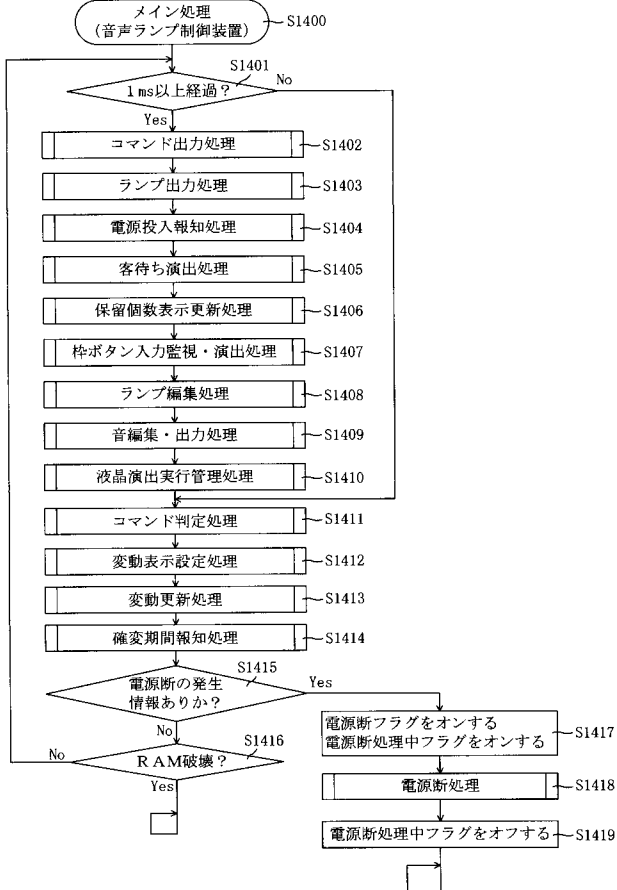 メイン処理
(音声ランプ制御装置)
S1400
S1401
1ms以上経過?
No
Yes
コマンド出力処理
S1402
ランプ出力処理
S1403
電源投入報知処理
S1404
客待ち演出処理
S1405
保留個数表示更新処理
S1406
枠ボタン入力監視・演出処理
S1407
ランプ編集処理
S1408
音編集・出力処理
S1409
液晶演出実行管理処理
S1410
コマンド判定処理
S1411
変動表示設定処理
S1412
変動更新処理
S1413
確変期間報知処理
S1414
S1415
電源断の発生
情報ありか?
Yes
No
S1416
RAM破壊?
No
Yes
電源断フラグをオンする
電源断処理中フラグをオンする
S1417
電源断処理
S1418
電源断処理中フラグをオフする
S1419